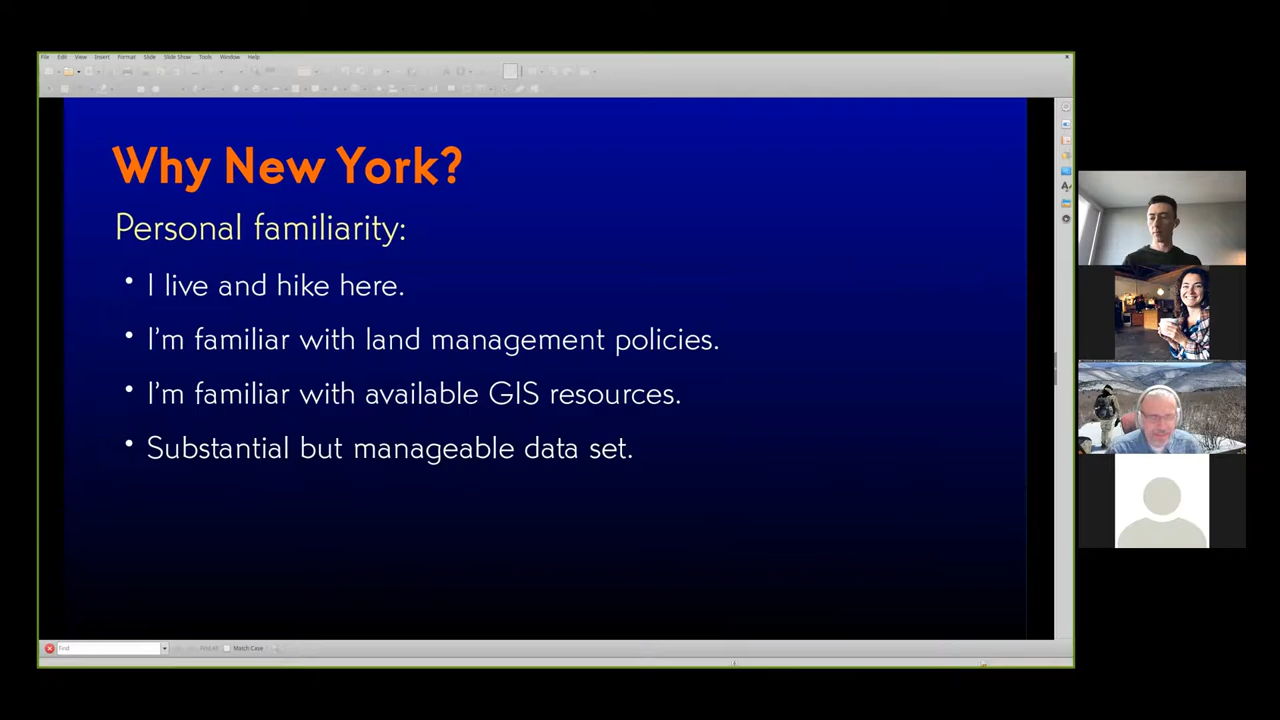 File Edit View Insert Format Slide Slide Show Tools Window Help
Why New York?
Personal familiarity:
• I live and hike here.
• I'm familiar with land management policies.
• I'm familiar with available GIS resources.
• Substantial but manageable data set.
Find Find All Match Case